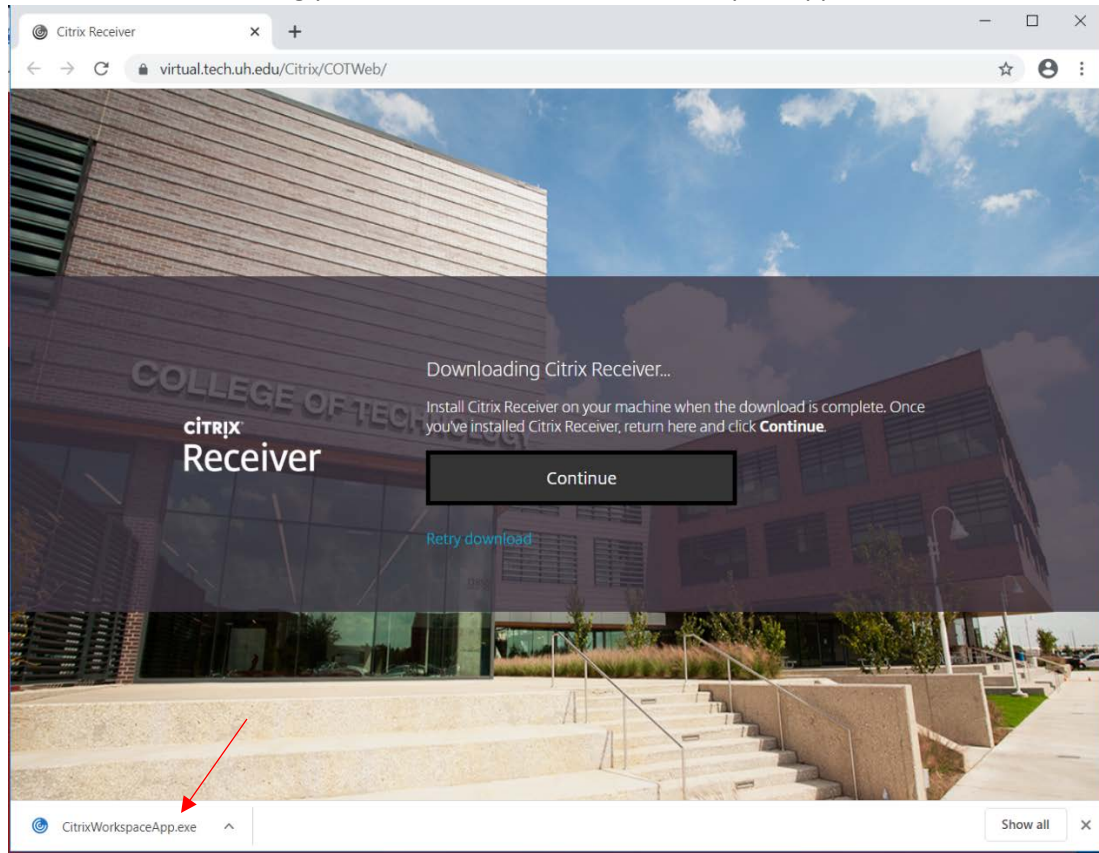 Citrix Receiver
virtual.tech.uh.edu/Citrix/COTWeb/
COLLEGE OF TECHNOLOGY
Downloading Citrix Receiver...
Install Citrix Receiver on your machine when the download is complete. Once
you've installed Citrix Receiver, return here and click Continue.
CİTRIX
Receiver
Continue
Retry download
CitrixWorkspaceApp.exe
Show all